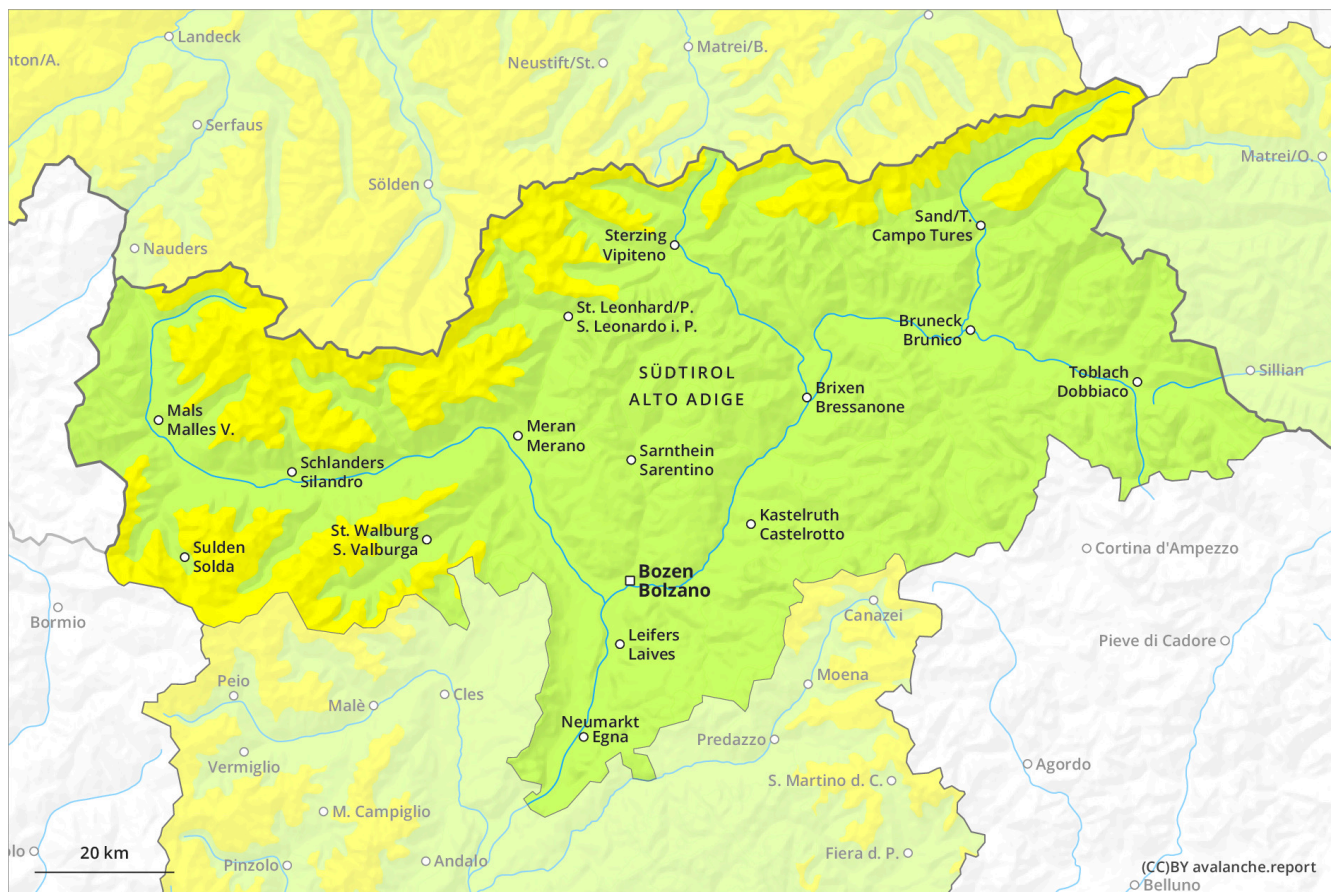 Landeck
nton/A.
Matrei/B.
Neustift/St.
Serfaus
Matrei/O.
Sölden
Nauders
Sand/T.
Campo Tures
Sterzing
Vipiteno
St. Leonhard/P.
S. Leonardo i. P.
Bruneck
Brunico
SÜDTIROL
ALTO ADIGE
Toblach
Dobbiaco
Sillian
Brixen
Bressanone
Mals
Malles V.
Meran
Merano
Sarnthein
Sarentino
Schlanders
Silandro
Kastelruth
Castelrotto
St. Walburg
S. Valburga
Sulden
Solda
Cortina d'Ampezzo
Bozen
Bolzano
Bormio
Canazei
Leifers
Laives
Pieve di Cadore
Peio
Moena
Malè
Cles
Neumarkt
Egna
Predazzo
Vermiglio
Agordo
S. Martino d. C.
M. Campiglio
lo
20 km
Pinzolo
Andalo
Fiera d. P.
(CC)BY avalanche.report
Belluno